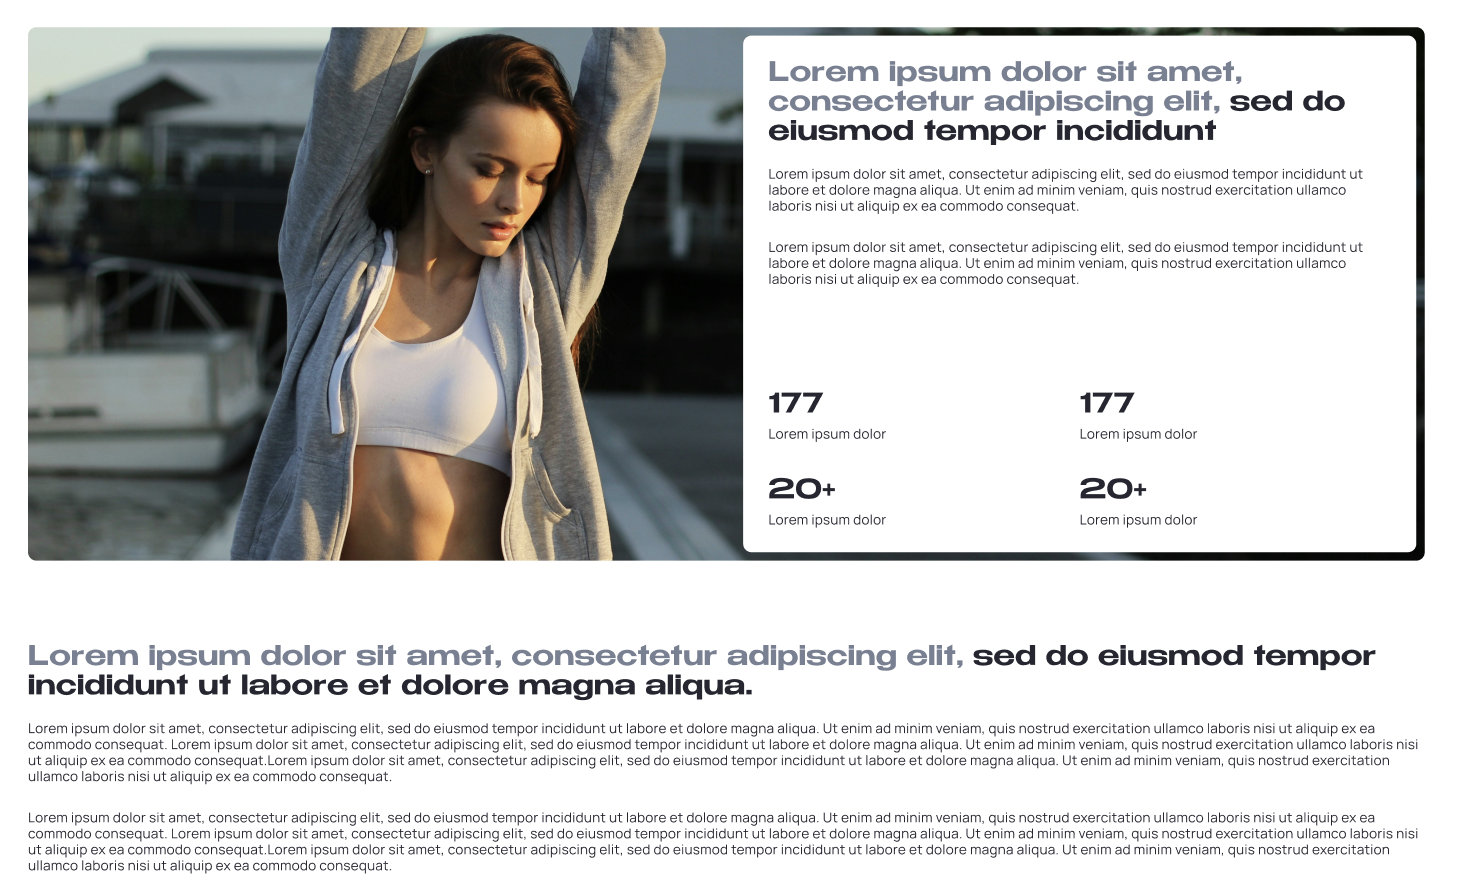 Lorem ipsum dolor sit amet,
consectetur adipiscing elit, sed do
eiusmod tempor incididunt
Lorem ipsum dolor sit amet, consectetur adipiscing elit, sed do eiusmod tempor incididunt ut
labore et dolore magna aliqua. Ut enim ad minim veniam, quis nostrud exercitation ullamco
laboris nisi ut aliquip ex ea commodo consequat.
Lorem ipsum dolor sit amet, consectetur adipiscing elit, sed do eiusmod tempor incididunt ut
labore et dolore magna aliqua. Ut enim ad minim veniam, quis nostrud exercitation ullamco
laboris nisi ut aliquip ex ea commodo consequat.
177
Lorem ipsum dolor
177
Lorem ipsum dolor
20+
Lorem ipsum dolor
20+
Lorem ipsum dolor
Lorem ipsum dolor sit amet, consectetur adipiscing elit, sed do eiusmod tempor
incididunt ut labore et dolore magna aliqua.
Lorem ipsum dolor sit amet, consectetur adipiscing elit, sed do eiusmod tempor incididunt ut labore et dolore magna aliqua. Ut enim ad minim veniam, quis nostrud exercitation ullamco laboris nisi ut aliquip ex ea
commodo consequat. Lorem ipsum dolor sit amet, consectetur adipiscing elit, sed do eiusmod tempor incididunt ut labore et dolore magna aliqua. Ut enim ad minim veniam, quis nostrud exercitation ullamco laboris nisi
ut aliquip ex ea commodo consequat.Lorem ipsum dolor sit amet, consectetur adipiscing elit, sed do eiusmod tempor incididunt ut labore et dolore magna aliqua. Ut enim ad minim veniam, quis nostrud exercitation
ullamco laboris nisi ut aliquip ex ea commodo consequat.
Lorem ipsum dolor sit amet, consectetur adipiscing elit, sed do eiusmod tempor incididunt ut labore et dolore magna aliqua. Ut enim ad minim veniam, quis nostrud exercitation ullamco laboris nisi ut aliquip ex ea
commodo consequat. Lorem ipsum dolor sit amet, consectetur adipiscing elit, sed do eiusmod tempor incididunt ut labore et dolore magna aliqua. Ut enim ad minim veniam, quis nostrud exercitation ullamco laboris nisi
ut aliquip ex ea commodo consequat.Lorem ipsum dolor sit amet, consectetur adipiscing elit, sed do eiusmod tempor incididunt ut labore et dolore magna aliqua. Ut enim ad minim veniam, quis nostrud exercitation
ullamco laboris nisi ut aliquip ex ea commodo consequat.